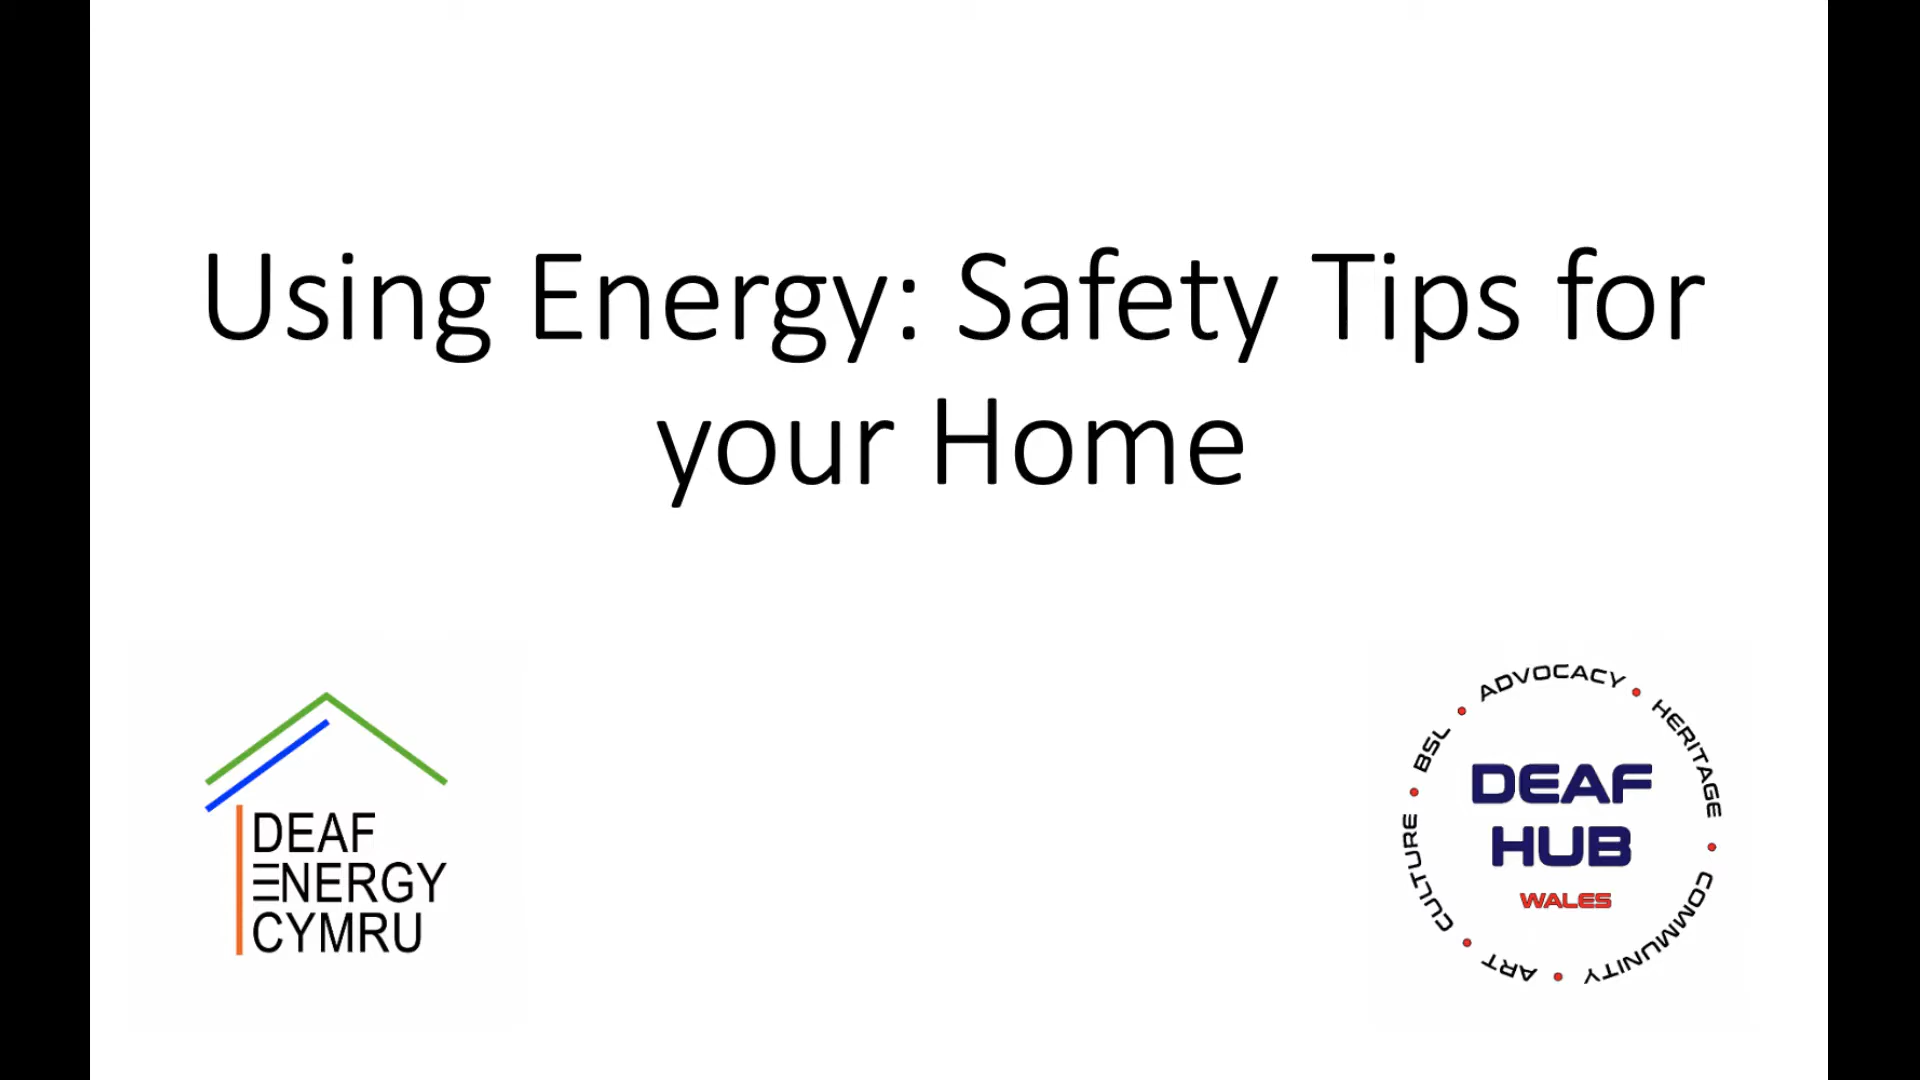 Using Energy: Safety Tips for
your Home
DEAF
ENERGY
CYMRU
ADVOCACY • HERITAGE • COMMUNITY • ART • CULTURE • BSL •
DEAF
HUB
WALES